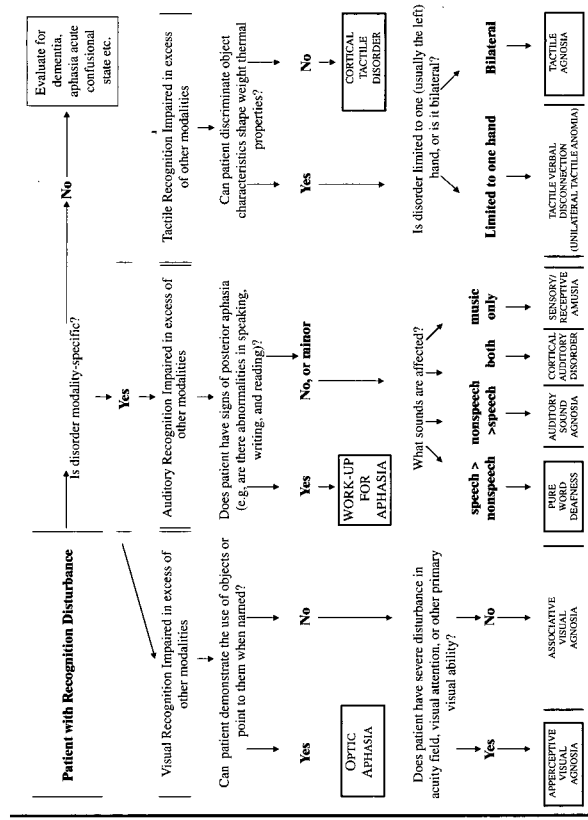 Patient with Recognition Disturbance
Is disorder modality-specific?
No
Evaluate for
dementia,
aphasia acute
confusional
state etc.
Yes
Visual Recognition Impaired in excess of
other modalities
Can patient demonstrate the use of objects or
point to them when named?
Yes
No
OPTIC
APHASIA
Does patient have severe disturbance in
acuity field, visual attention, or other primary
visual ability?
Yes
No
APPERCEPTIVE
VISUAL
AGNOSIA
ASSOCIATIVE
VISUAL
AGNOSIA
Auditory Recognition Impaired in excess of
other modalities
Does patient have signs of posterior aphasia
(e.g, are there abnormalities in speaking,
writing, and reading)?
Yes
No, or minor
WORK-UP
FOR
APHASIA
What sounds are affected?
speech >
nonspeech
nonspeech
>speech
both
music
only
PURE
WORD
DEAFNESS
AUDITORY
SOUND
AGNOSIA
CORTICAL
AUDITORY
DISORDER
SENSORY/
RECEPTIVE
AMUSIA
Tactile Recognition Impaired in excess
of other modalities
Can patient discriminate object
characteristics shape weight thermal
properties?
Yes
No
CORTICAL
TACTILE
DISORDER
Is disorder limited to one (usually the left)
hand, or is it bilateral?
Limited to one hand
Bilateral
TACTILE VERBAL
DISCONNECTION
(UNILATERAL TACTILE ANOMIA)
TACTILE
AGNOSIA